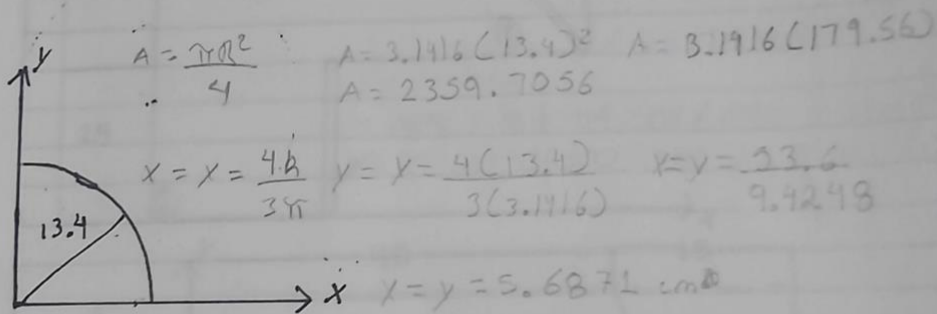 y
A = πR²/4 A = 3.1416 (13.4)² A = 3.1416 (179.56)
A = 2359.7056
x = x = 4R/3π y = y = 4(13.4)/3(3.1416) x = y = 53.6/9.4248
13.4
x
x = y = 5.6871 cm